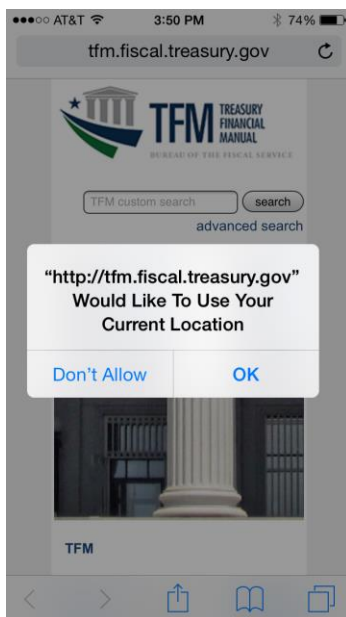 AT&T 3:50 PM 74%
tfm.fiscal.treasury.gov
TFM TREASURY
FINANCIAL
MANUAL
BUREAU OF THE FISCAL SERVICE
TFM custom search search
advanced search
“http://tfm.fiscal.treasury.gov”
Would Like To Use Your
Current Location
Don’t Allow OK
TFM